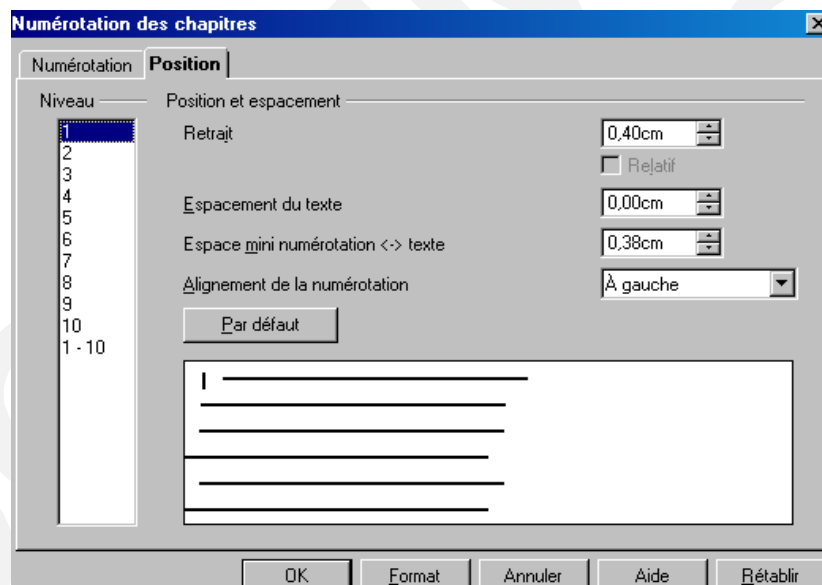 Numérotation des chapitres
Numérotation Position
Niveau Position et espacement
1
2
3
4
5
6
7
8
9
10
1 - 10
Retrait 0,40cm
Relatif
Espacement du texte 0,00cm
Espace mini numérotation <-> texte 0,38cm
Alignement de la numérotation À gauche
Par défaut
OK Format Annuler Aide Rétablir